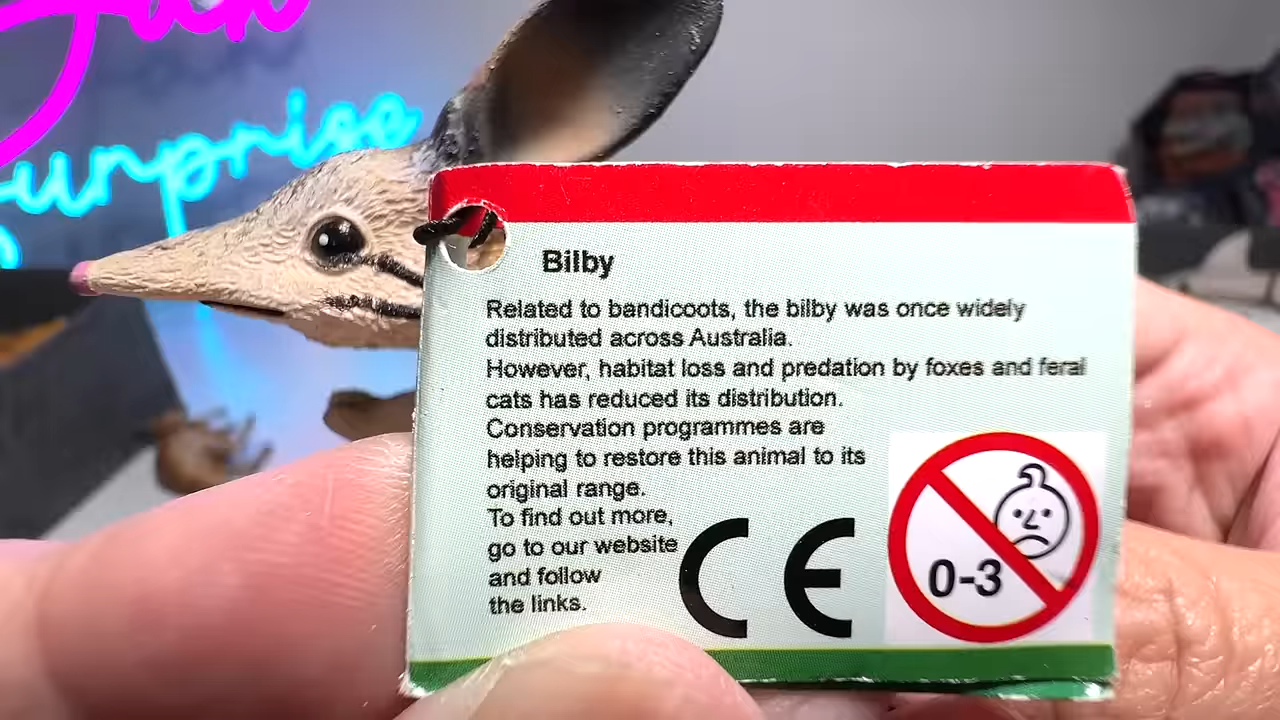 Surprise
Bilby
Related to bandicoots, the bilby was once widely
distributed across Australia.
However, habitat loss and predation by foxes and feral
cats has reduced its distribution.
Conservation programmes are
helping to restore this animal to its
original range.
To find out more,
go to our website
and follow
the links.
CE
0-3